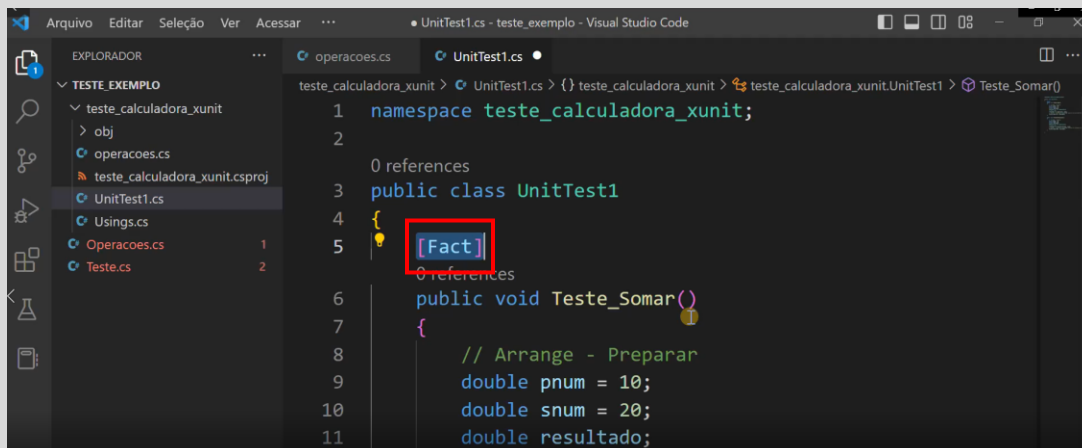 Arquivo Editar Seleção Ver Acessar ··· ● UnitTest1.cs - teste_exemplo - Visual Studio Code
EXPLORADOR ···
TESTE_EXEMPLO
teste_calculadora_xunit
obj
operacoes.cs
teste_calculadora_xunit.csproj
UnitTest1.cs
Usings.cs
Operacoes.cs 1
Teste.cs 2
1
operacoes.cs UnitTest1.cs ●
teste_calculadora_xunit > UnitTest1.cs > {} teste_calculadora_xunit > teste_calculadora_xunit.UnitTest1 > Teste_Somar()
1 namespace teste_calculadora_xunit;
2
0 references
3 public class UnitTest1
4 {
5 [Fact]
0 references
6 public void Teste_Somar()
7 {
8 // Arrange - Preparar
9 double pnum = 10;
10 double snum = 20;
11 double resultado;